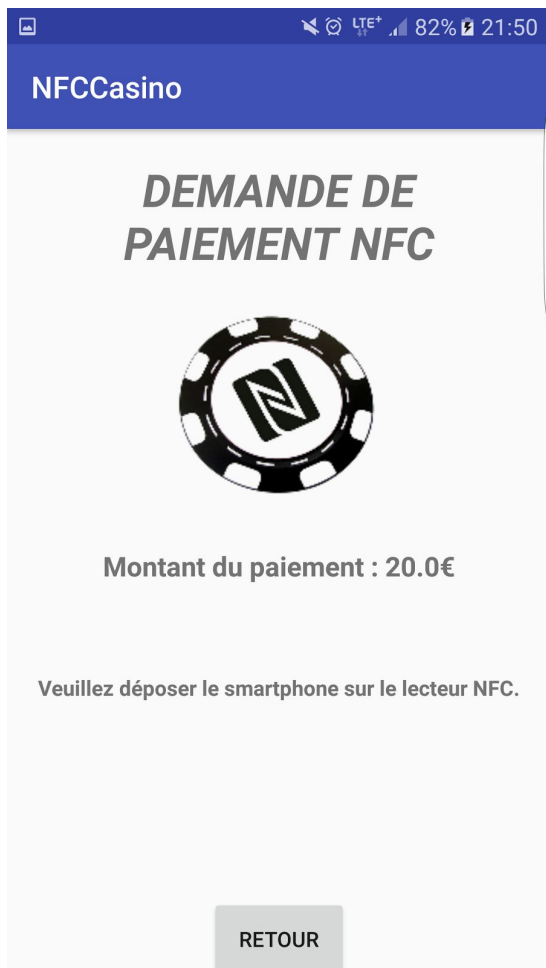 LTE+ 82% 21:50
NFCCasino
DEMANDE DE
PAIEMENT NFC
Montant du paiement : 20.0€
Veuillez déposer le smartphone sur le lecteur NFC.
RETOUR